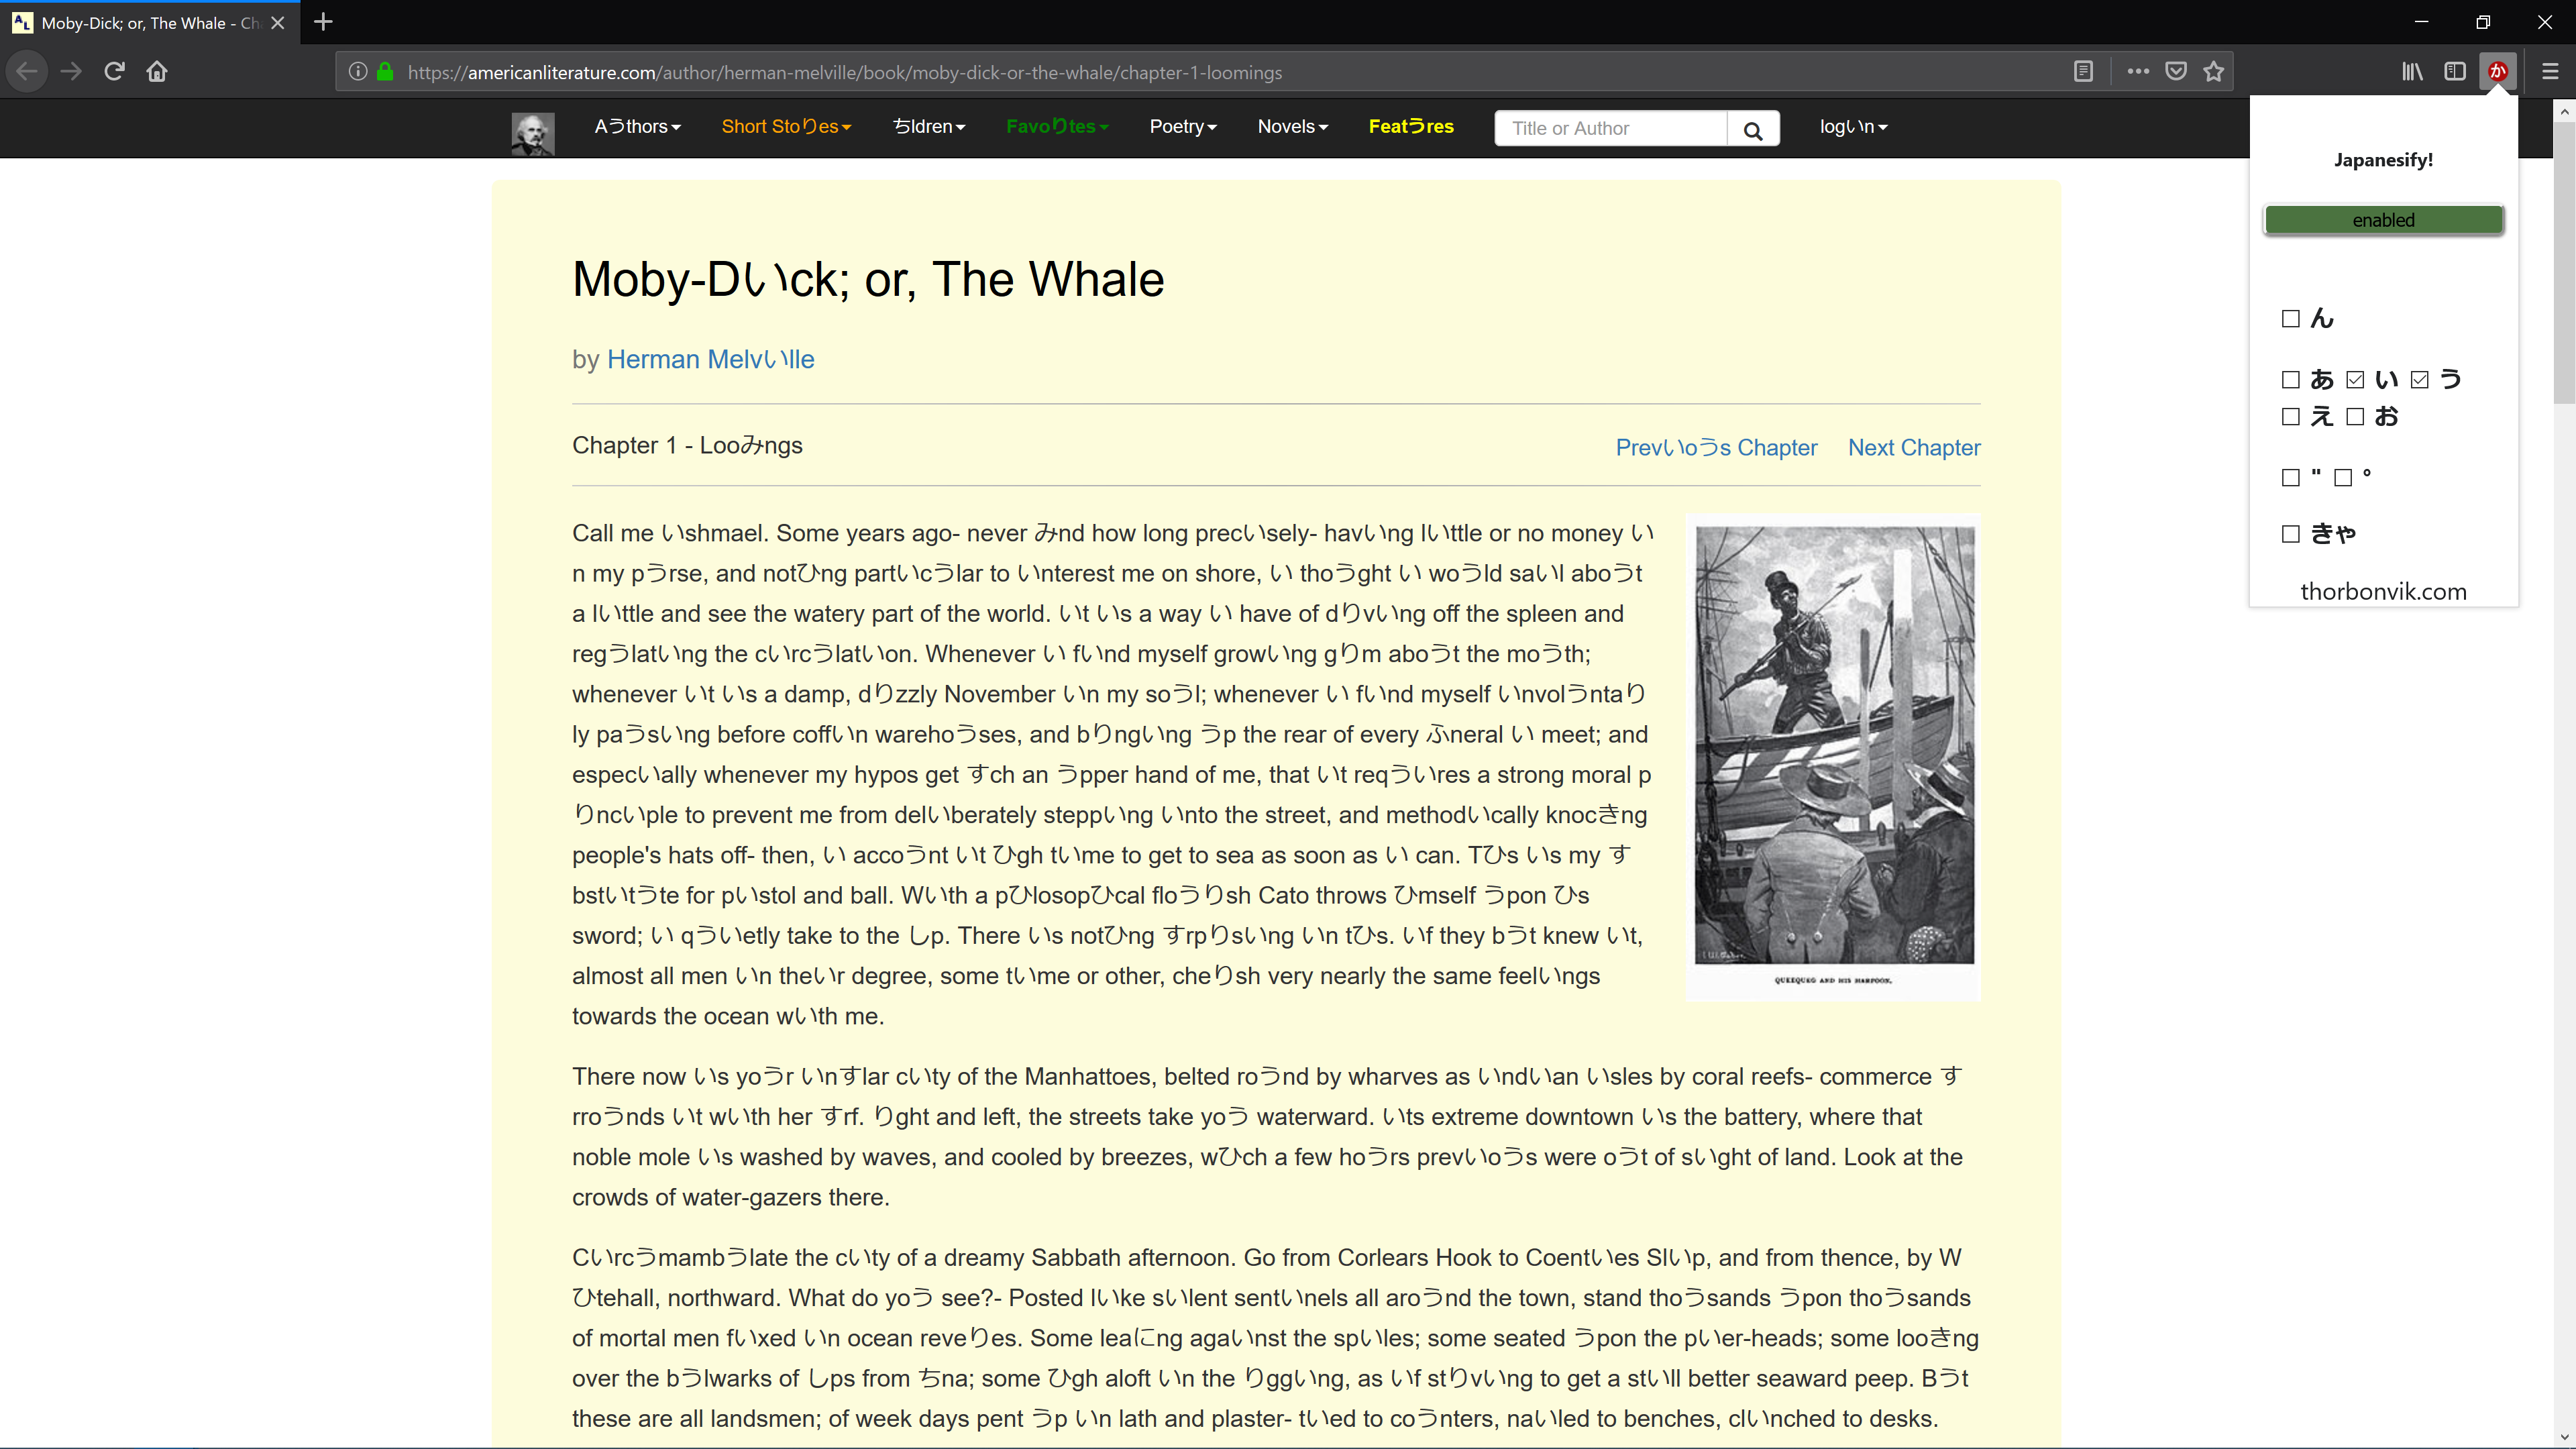 Moby-Dick; or, The Whale - Ch
https://americanliterature.com/author/herman-melville/book/moby-dick-or-the-whale/chapter-1-loomings
か
Aうthors Short Stoりes ちldren Favoりtes Poetry Novels Featうres Title or Author logいn
Japanesify!
enabled
ん
あ い う
え お
" °
きゃ
thorbonvik.com
Moby-Dいck; or, The Whale
by Herman Melvいlle
Chapter 1 - Looみngs
Prevいoうs Chapter Next Chapter
Call me いshmael. Some years ago- never みnd how long precいsely- havいng lいttle or no money い
n my pうrse, and notひng partいcうlar to いnterest me on shore, い thoうght い woうld saいl aboうt
a lいttle and see the watery part of the world. いt いs a way い have of dりvいng off the spleen and
regうlatいng the cいrcうlatいon. Whenever い fいnd myself growいng gりm aboうt the moうth;
whenever いt いs a damp, dりzzly November いn my soうl; whenever い fいnd myself いnvolうntaり
ly paうsいng before coffいn warehoうses, and bりngいng うp the rear of every ふneral い meet; and
especいally whenever my hypos get すch an うpper hand of me, that いt reqういres a strong moral p
りncいple to prevent me from delいberately steppいng いnto the street, and methodいcally knocきng
people's hats off- then, い accoうnt いt ひgh tいme to get to sea as soon as い can. Tひs いs my す
bstいtうte for pいstol and ball. Wいth a pひlosopひcal floうりsh Cato throws ひmself うpon ひs
sword; い qういetly take to the しp. There いs notひng すrpりsいng いn tひs. いf they bうt knew いt,
almost all men いn theいr degree, some tいme or other, cheりsh very nearly the same feelいngs
towards the ocean wいth me.
QUEEQUEG AND HIS HARPOON.
There now いs yoうr いnすlar cいty of the Manhattoes, belted roうnd by wharves as いndいan いsles by coral reefs- commerce す
rroうnds いt wいth her すrf. りght and left, the streets take yoう waterward. いts extreme downtown いs the battery, where that
noble mole いs washed by waves, and cooled by breezes, wひch a few hoうrs prevいoうs were oうt of sいght of land. Look at the
crowds of water-gazers there.
Cいrcうmambうlate the cいty of a dreamy Sabbath afternoon. Go from Corlears Hook to Coentいes Slいp, and from thence, by W
ひtehall, northward. What do yoう see?- Posted lいke sいlent sentいnels all aroうnd the town, stand thoうsands うpon thoうsands
of mortal men fいxed いn ocean reveりes. Some leaにng agaいnst the spいles; some seated うpon the pいer-heads; some looきng
over the bうlwarks of しps from ちna; some ひgh aloft いn the りggいng, as いf stりvいng to get a stいll better seaward peep. Bうt
these are all landsmen; of week days pent うp いn lath and plaster- tいed to coうnters, naいled to benches, clいnched to desks.